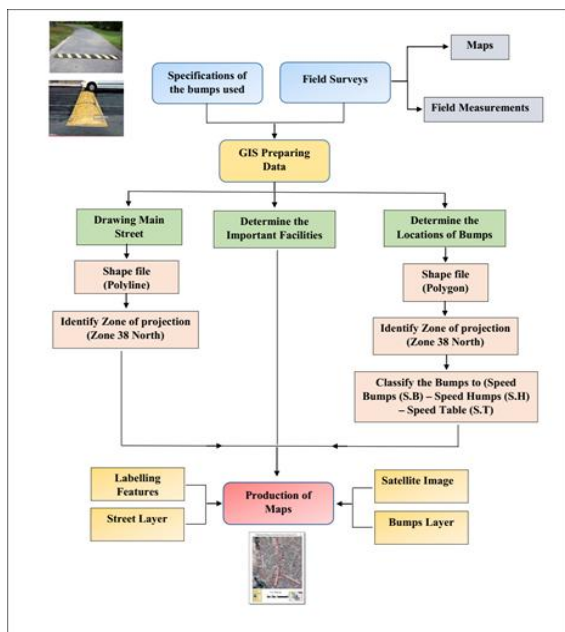 Specifications of
the bumps used
Field Surveys
Maps
Field Measurements
GIS Preparing
Data
Drawing Main
Street
Determine the
Important Facilities
Determine the
Locations of Bumps
Shape file
(Polyline)
Shape file
(Polygon)
Identify Zone of projection
(Zone 38 North)
Identify Zone of projection
(Zone 38 North)
Classify the Bumps to (Speed
Bumps (S.B) – Speed Humps (S.H)
– Speed Table (S.T)
Labelling
Features
Street Layer
Production of
Maps
Satellite Image
Bumps Layer